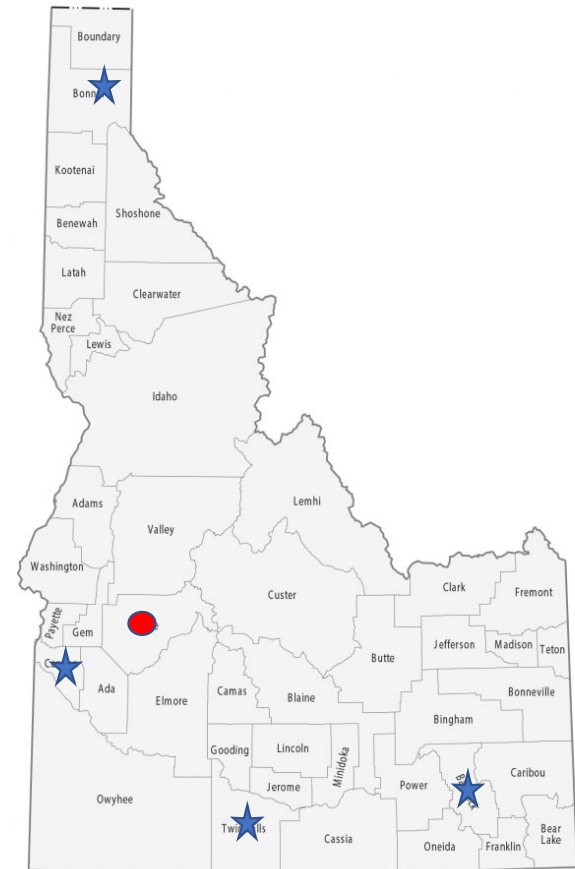 Boundary
Kootenai
Shoshone
Benewah
Latah
Clearwater
Nez
Perce
Lewis
Idaho
Lemhi
Adams
Valley
Washington
Custer
Clark
Fremont
Payette
Gem
Butte
Jefferson
Madison
Teton
Ada
Elmore
Camas
Blaine
Bonneville
Bingham
Gooding
Lincoln
Minidoka
Jerome
Power
Caribou
Owyhee
Cassia
Oneida
Franklin
Bear
Lake